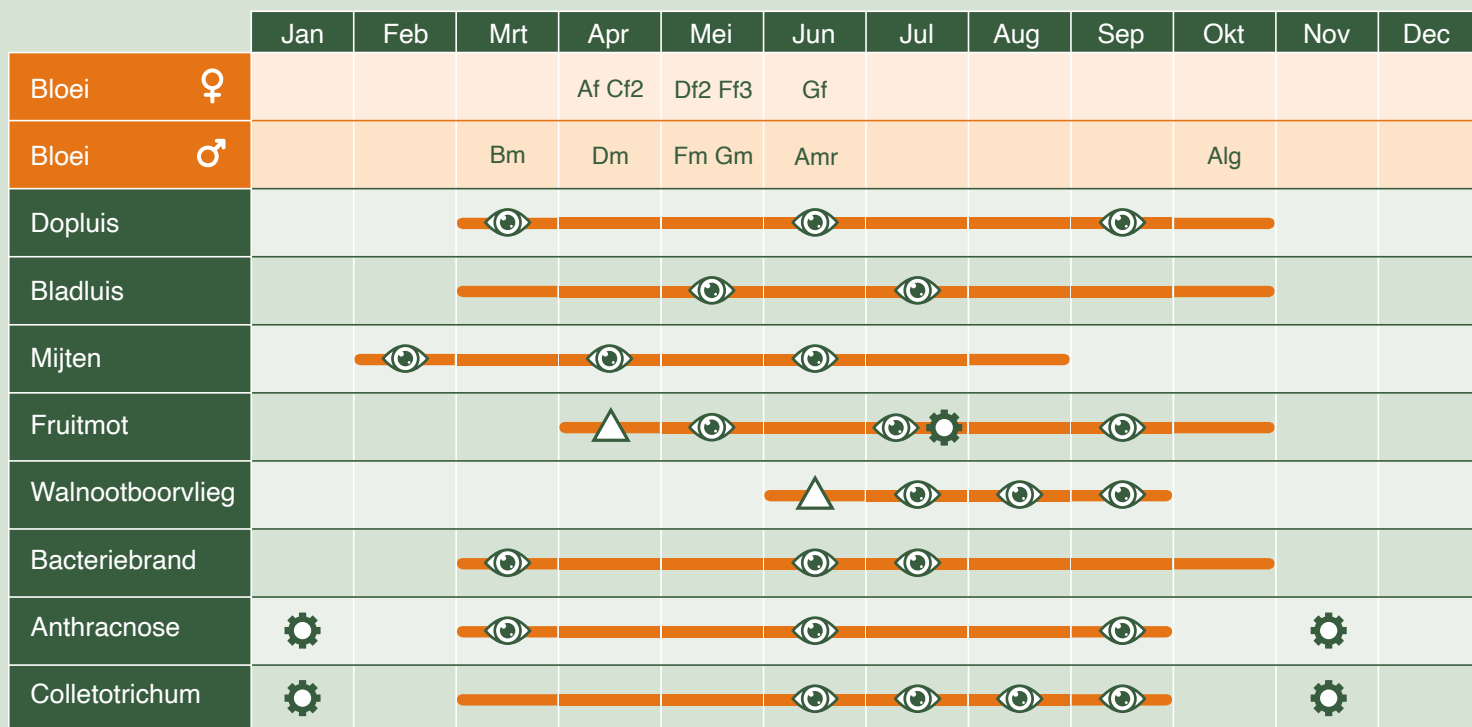 Jan Feb Mrt Apr Mei Jun Jul Aug Sep Okt Nov Dec
Bloei ♀ Af Cf2 Df2 Ff3 Gf
Bloei ♂ Bm Dm Fm Gm Amr Alg
Dopluis
Bladluis
Mijten
Fruitmot
Walnootboorvlieg
Bacteriebrand
Anthracnose
Colletotrichum